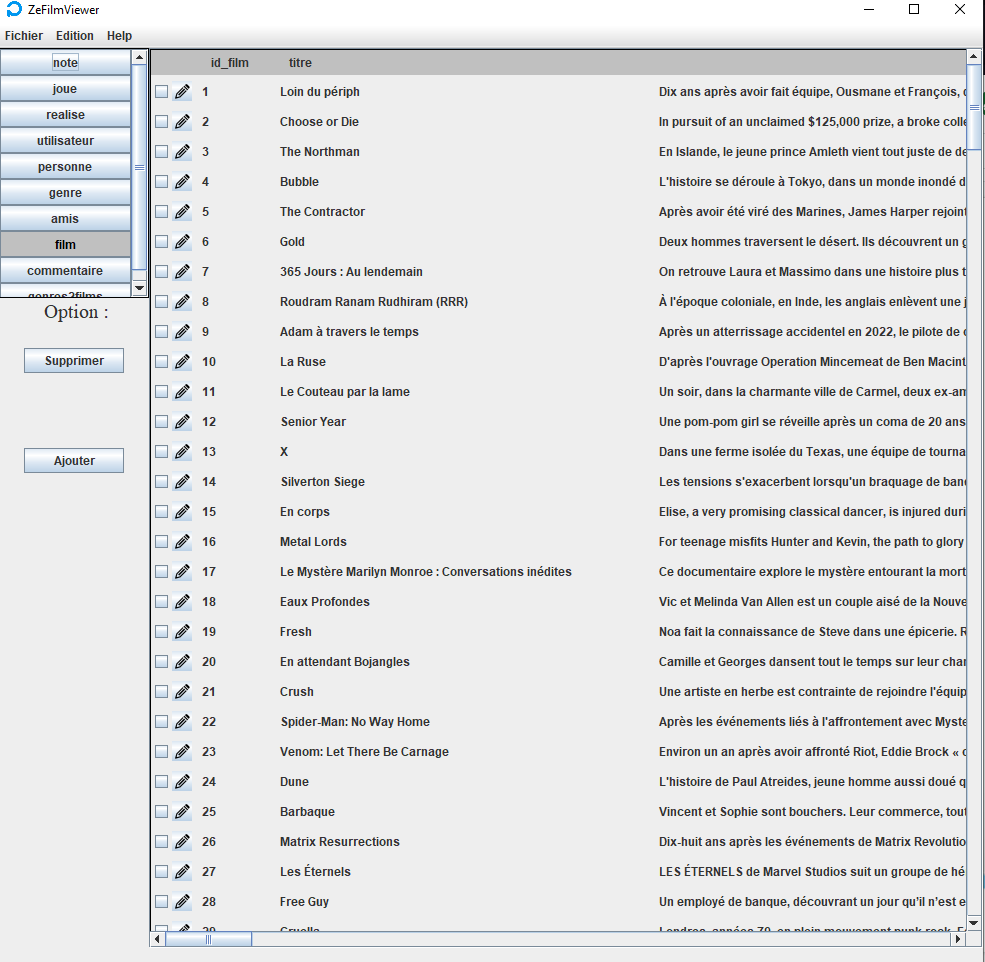 ZeFilmViewer
Fichier Edition Help
note
joue
realise
utilisateur
personne
genre
amis
film
commentaire
genres2films
Option :
Supprimer
Ajouter
id_film titre
1 Loin du périph Dix ans après avoir fait équipe, Ousmane et François,
2 Choose or Die In pursuit of an unclaimed $125,000 prize, a broke colle
3 The Northman En Islande, le jeune prince Amleth vient tout juste de de
4 Bubble L'histoire se déroule à Tokyo, dans un monde inondé d
5 The Contractor Après avoir été viré des Marines, James Harper rejoint
6 Gold Deux hommes traversent le désert. Ils découvrent un g
7 365 Jours : Au lendemain On retrouve Laura et Massimo dans une histoire plus t
8 Roudram Ranam Rudhiram (RRR) À l'époque coloniale, en Inde, les anglais enlèvent une j
9 Adam à travers le temps Après un atterrissage accidentel en 2022, le pilote de c
10 La Ruse D'après l'ouvrage Operation Mincemeat de Ben Macint
11 Le Couteau par la lame Un soir, dans la charmante ville de Carmel, deux ex-am
12 Senior Year Une pom-pom girl se réveille après un coma de 20 ans
13 X Dans une ferme isolée du Texas, une équipe de tourna
14 Silverton Siege Les tensions s'exacerbent lorsqu'un braquage de band
15 En corps Elise, a very promising classical dancer, is injured duri
16 Metal Lords For teenage misfits Hunter and Kevin, the path to glory
17 Le Mystère Marilyn Monroe : Conversations inédites Ce documentaire explore le mystère entourant la mort
18 Eaux Profondes Vic et Melinda Van Allen est un couple aisé de la Nouve
19 Fresh Noa fait la connaissance de Steve dans une épicerie. R
20 En attendant Bojangles Camille et Georges dansent tout le temps sur leur chan
21 Crush Une artiste en herbe est contrainte de rejoindre l'équip
22 Spider-Man: No Way Home Après les événements liés à l'affrontement avec Myste
23 Venom: Let There Be Carnage Environ un an après avoir affronté Riot, Eddie Brock « c
24 Dune L'histoire de Paul Atreides, jeune homme aussi doué q
25 Barbaque Vincent et Sophie sont bouchers. Leur commerce, tout
26 Matrix Resurrections Dix-huit ans après les événements de Matrix Revolutio
27 Les Éternels LES ÉTERNELS de Marvel Studios suit un groupe de hé
28 Free Guy Un employé de banque, découvrant un jour qu'il n'est e
29 Cruella Londres, années 70, en plein mouvement punk rock.